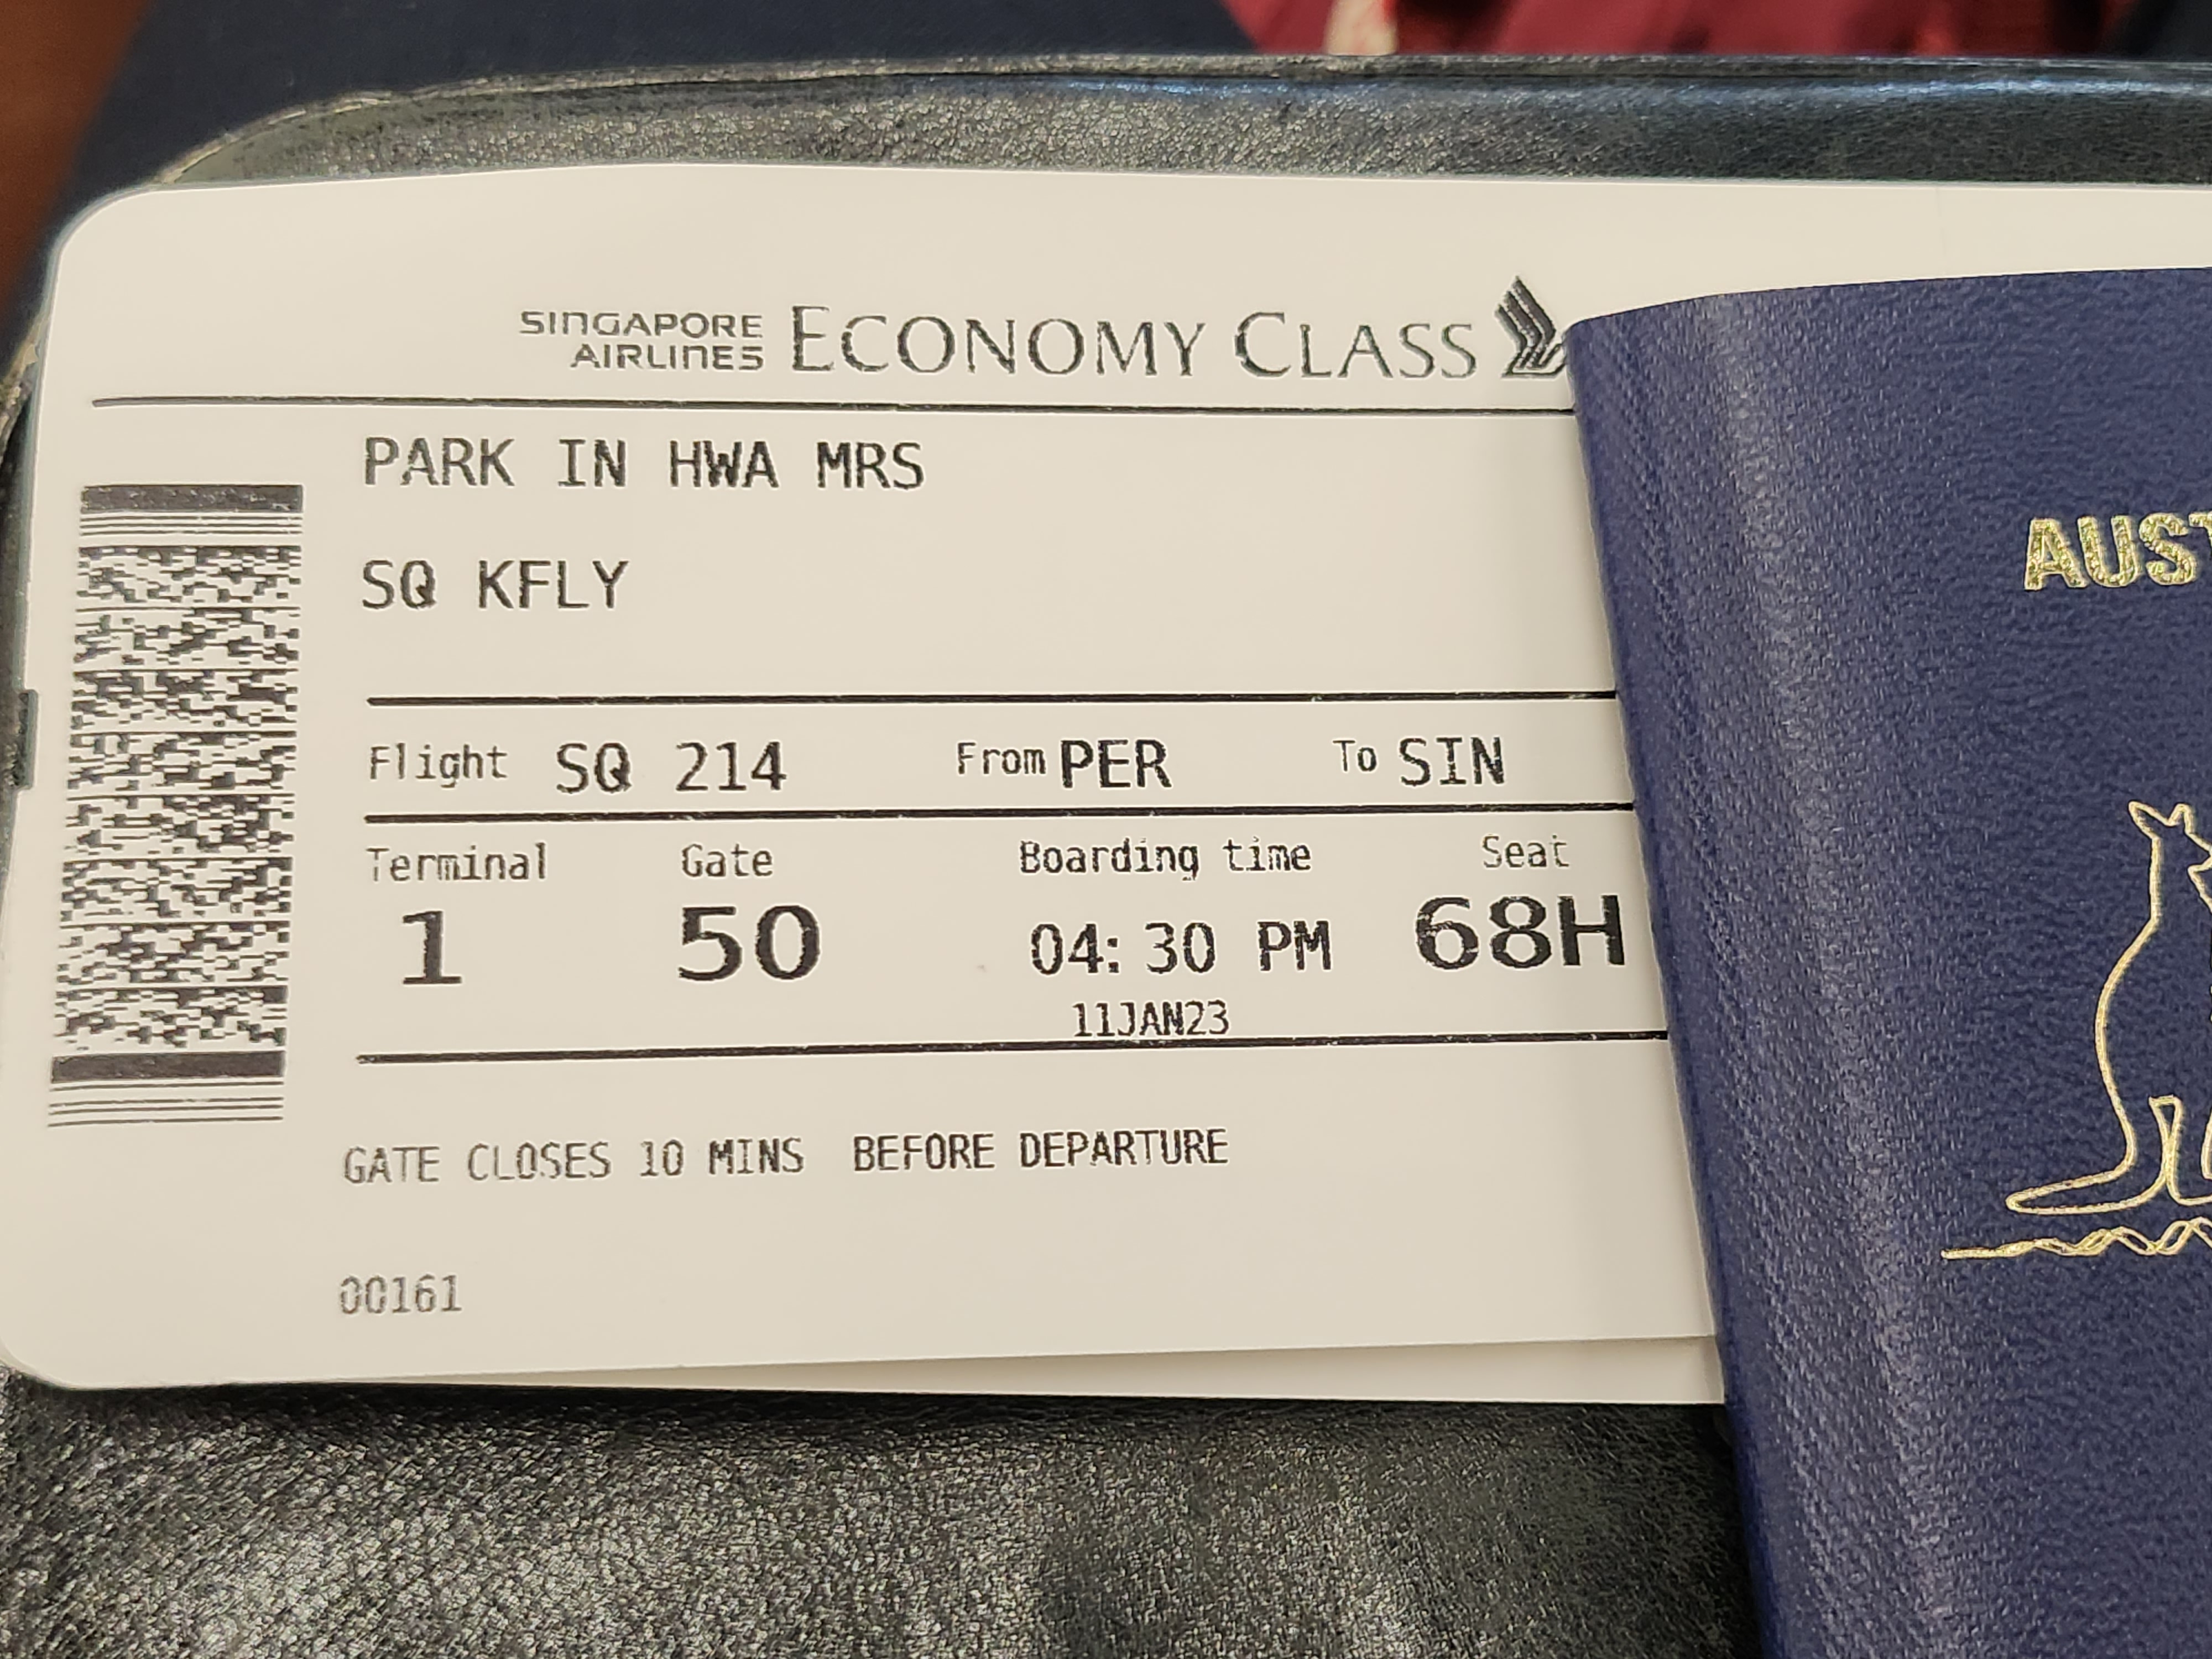 SINGAPORE AIRLINES ECONOMY CLASS
PARK IN HWA MRS
SQ KFLY
Flight SQ 214 From PER To SIN
Terminal Gate Boarding time Seat
1 50 04:30 PM 68H
11JAN23
GATE CLOSES 10 MINS BEFORE DEPARTURE
00161
AUST